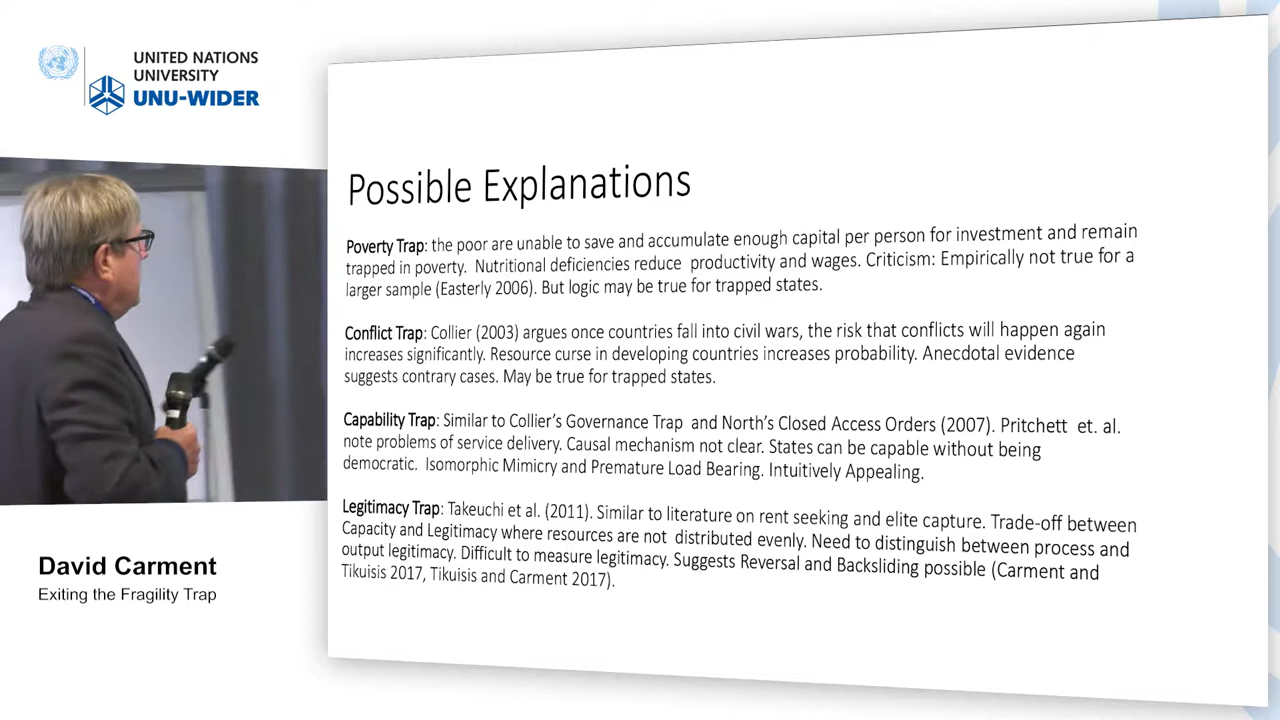 UNITED NATIONS
UNIVERSITY
UNU-WIDER
Possible Explanations
Poverty Trap: the poor are unable to save and accumulate enough capital per person for investment and remain
trapped in poverty. Nutritional deficiencies reduce productivity and wages. Criticism: Empirically not true for a
larger sample (Easterly 2006). But logic may be true for trapped states.
Conflict Trap: Collier (2003) argues once countries fall into civil wars, the risk that conflicts will happen again
increases significantly. Resource curse in developing countries increases probability. Anecdotal evidence
suggests contrary cases. May be true for trapped states.
Capability Trap: Similar to Collier's Governance Trap and North's Closed Access Orders (2007). Pritchett et. al.
note problems of service delivery. Causal mechanism not clear. States can be capable without being
democratic. Isomorphic Mimicry and Premature Load Bearing. Intuitively Appealing.
Legitimacy Trap: Takeuchi et al. (2011). Similar to literature on rent seeking and elite capture. Trade-off between
Capacity and Legitimacy where resources are not distributed evenly. Need to distinguish between process and
output legitimacy. Difficult to measure legitimacy. Suggests Reversal and Backsliding possible (Carment and
Tikuisis 2017, Tikuisis and Carment 2017).
David Carment
Exiting the Fragility Trap